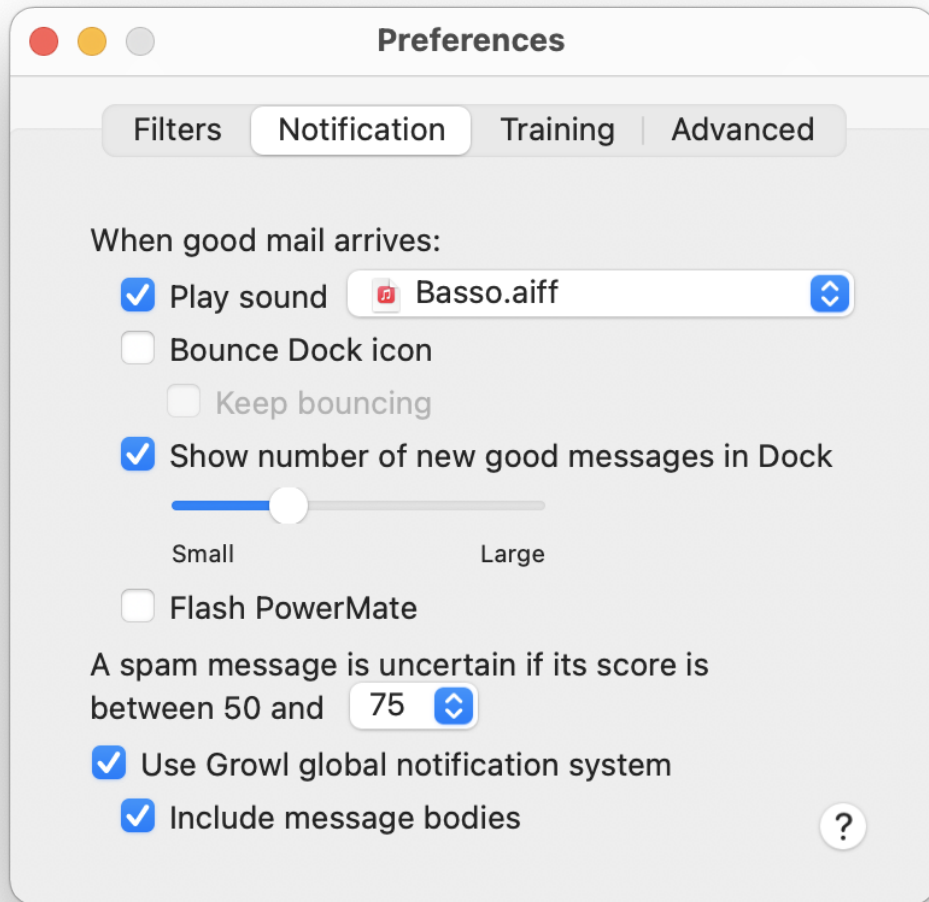 Preferences
Filters Notification Training Advanced
When good mail arrives:
Play sound Basso.aiff
Bounce Dock icon
Keep bouncing
Show number of new good messages in Dock
Small Large
Flash PowerMate
A spam message is uncertain if its score is
between 50 and 75
Use Growl global notification system
Include message bodies
?